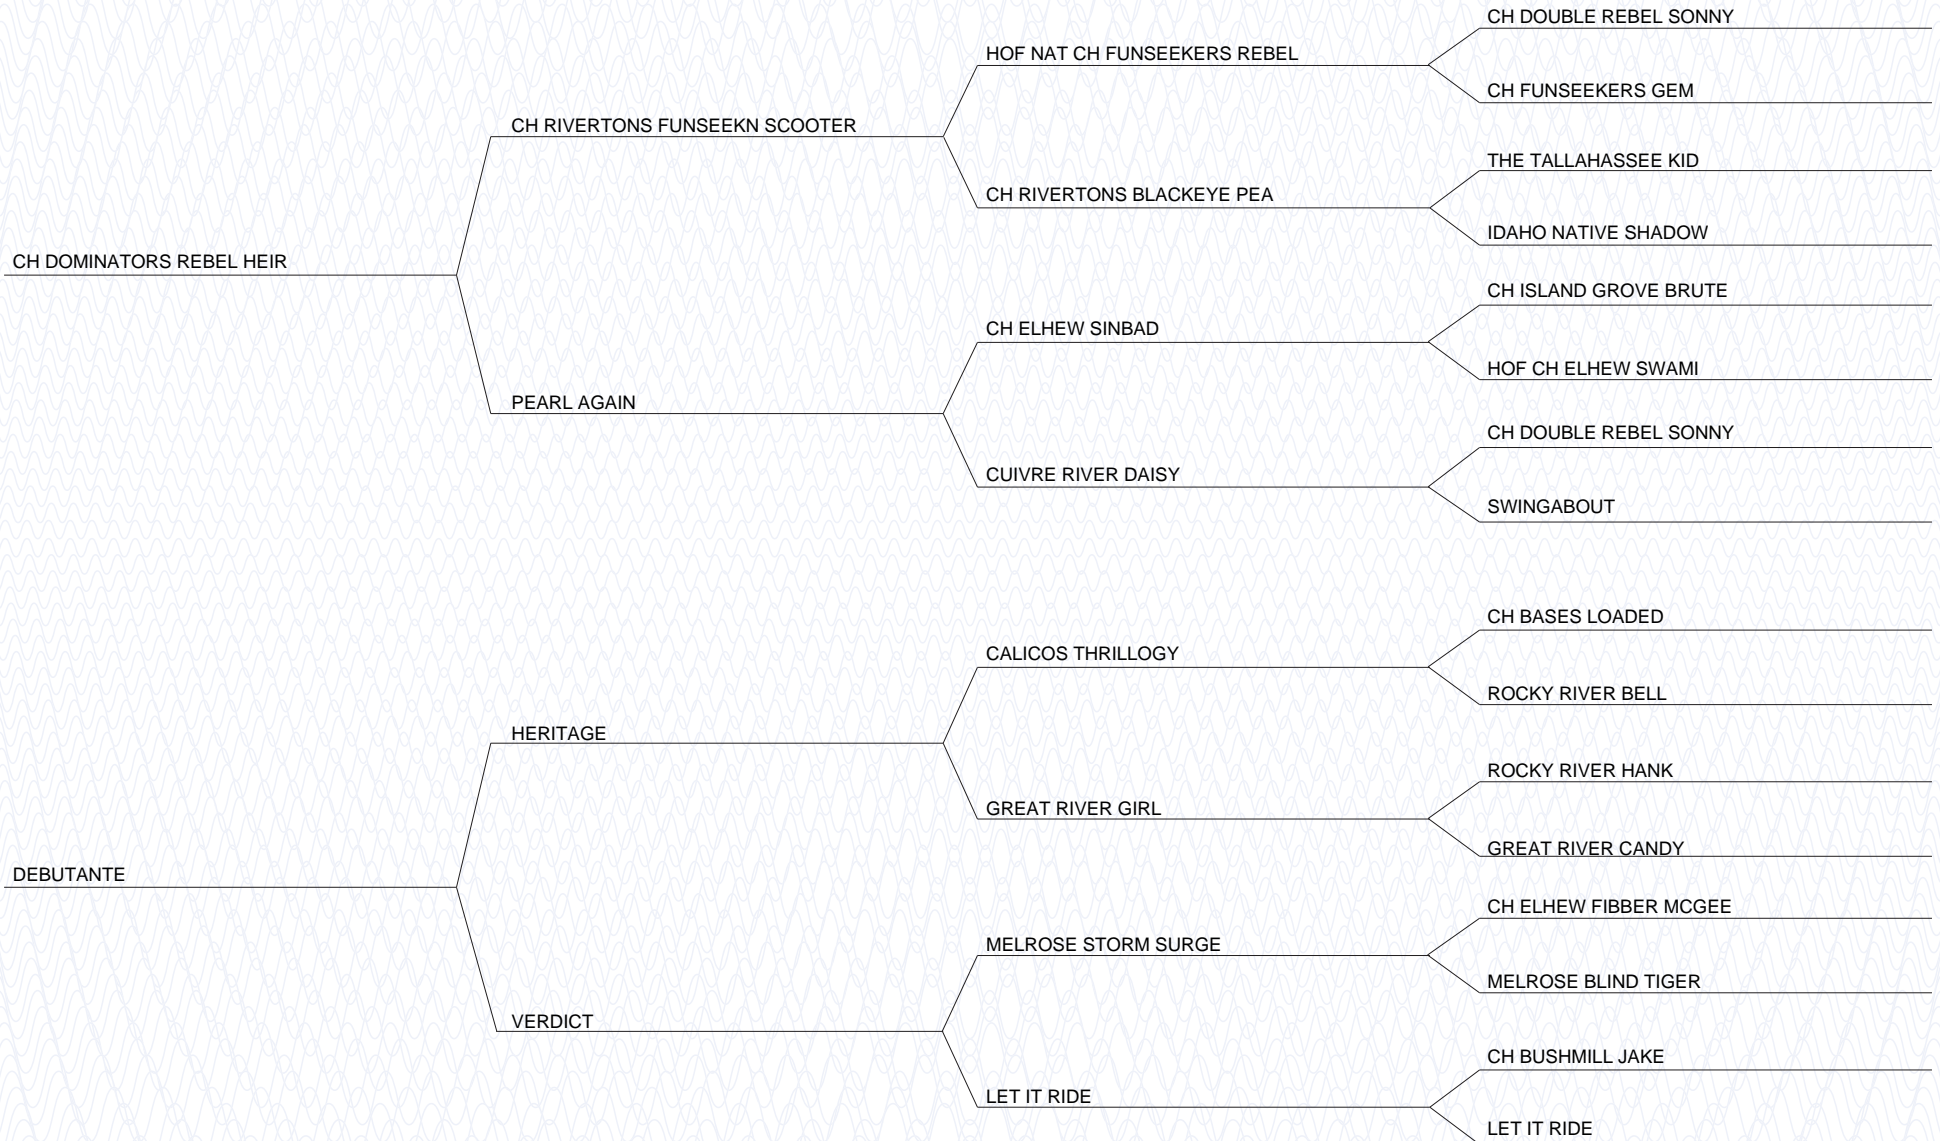 CH DOUBLE REBEL SONNY
HOF NAT CH FUNSEEKERS REBEL
CH FUNSEEKERS GEM
CH RIVERTONS FUNSEEKN SCOOTER
THE TALLAHASSEE KID
CH RIVERTONS BLACKEYE PEA
IDAHO NATIVE SHADOW
CH DOMINATORS REBEL HEIR
CH ISLAND GROVE BRUTE
CH ELHEW SINBAD
HOF CH ELHEW SWAMI
PEARL AGAIN
CH DOUBLE REBEL SONNY
CUIVRE RIVER DAISY
SWINGABOUT
CH BASES LOADED
CALICOS THRILLOGY
ROCKY RIVER BELL
HERITAGE
ROCKY RIVER HANK
GREAT RIVER GIRL
GREAT RIVER CANDY
DEBUTANTE
CH ELHEW FIBBER MCGEE
MELROSE STORM SURGE
MELROSE BLIND TIGER
VERDICT
CH BUSHMILL JAKE
LET IT RIDE
LET IT RIDE